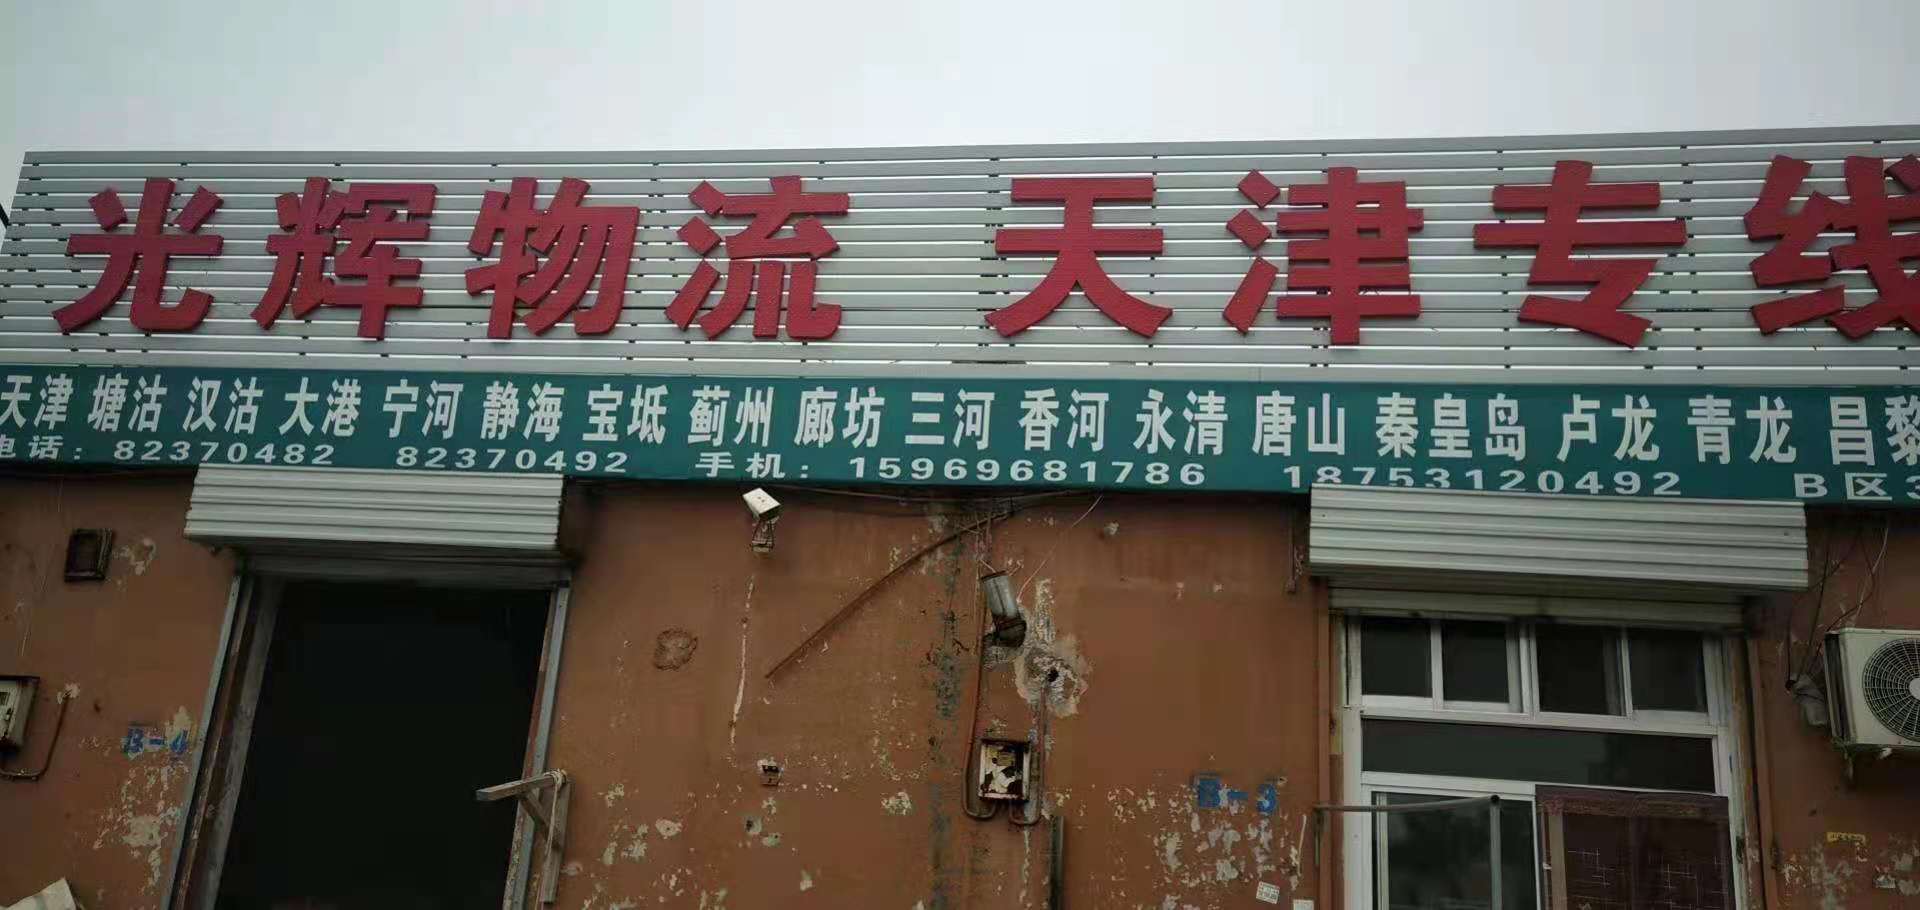 光辉物流 天津专线
天津 塘沽 汉沽 大港 宁河 静海 宝坻 蓟州 廊坊 三河 香河 永清 唐山 秦皇岛 卢龙 青龙 昌黎
电话：82370482 82370492 手机：15969681786 18753120492 B区3
B-4
B-3